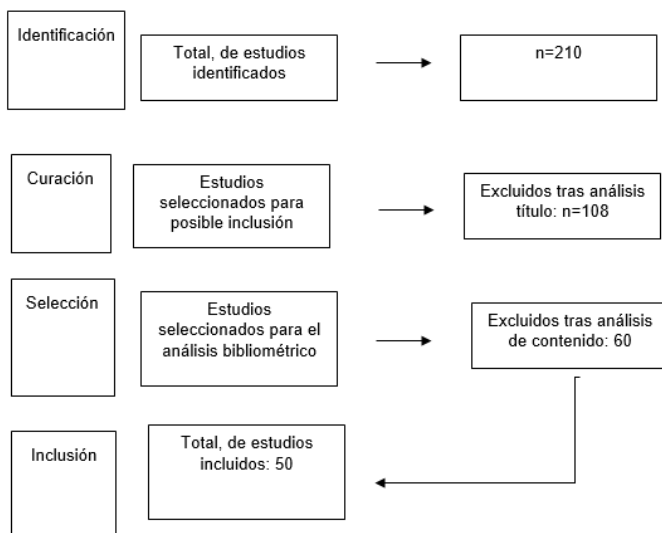 Identificación
Total, de estudios
identificados
n=210
Curación
Estudios
seleccionados para
posible inclusión
Excluidos tras análisis
título: n=108
Selección
Estudios
seleccionados para el
análisis bibliométrico
Excluidos tras análisis
de contenido: 60
Inclusión
Total, de estudios
incluidos: 50